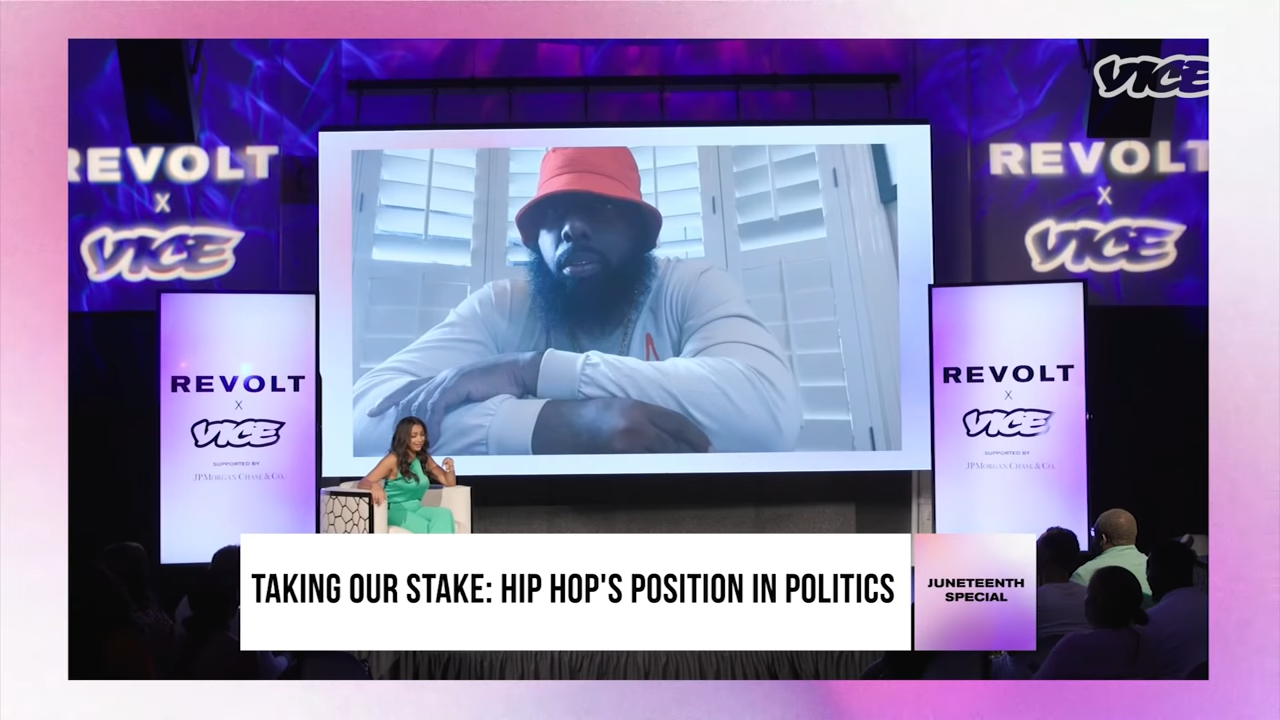 VICE
REVOLT
X
VICE
REVOLT
X
VICE
REVOLT
X
VICE
SUPPORTED BY
JPMORGAN CHASE & CO.
REVOLT
X
VICE
SUPPORTED BY
JPMORGAN CHASE & CO.
TAKING OUR STAKE: HIP HOP'S POSITION IN POLITICS
JUNETEENTH
SPECIAL